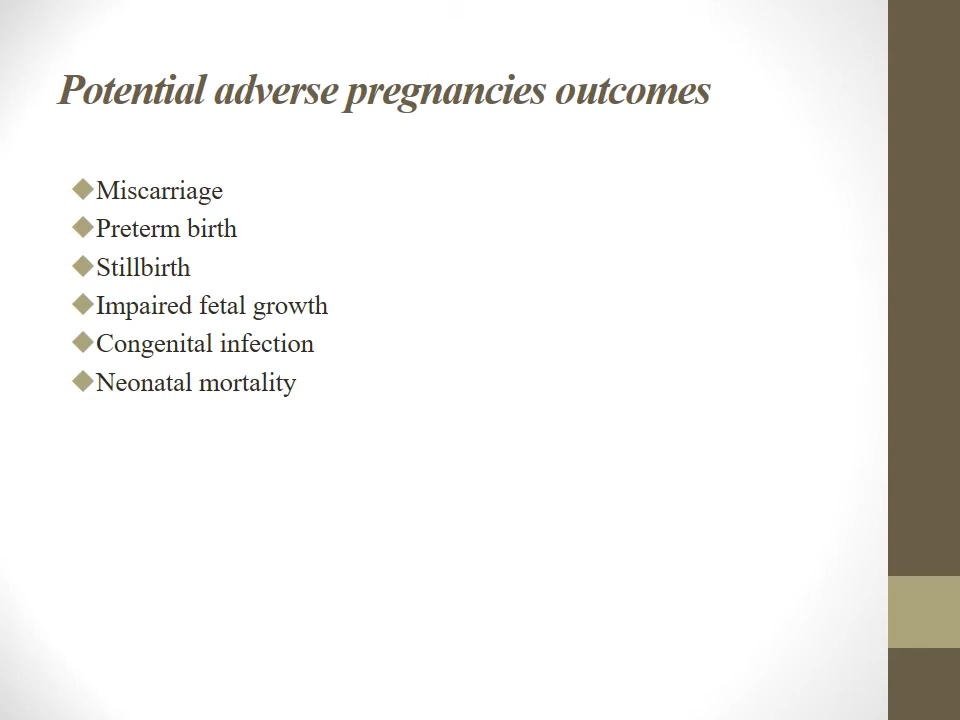 Potential adverse pregnancies outcomes
Miscarriage
Preterm birth
Stillbirth
Impaired fetal growth
Congenital infection
Neonatal mortality